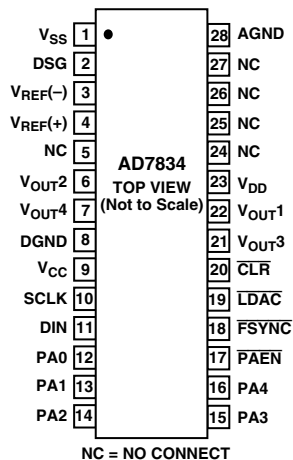 VSS 1 28 AGND
DSG 2 27 NC
VREF(–) 3 26 NC
VREF(+) 4 25 NC
NC 5 24 NC
VOUT2 6 23 VDD
VOUT4 7 22 VOUT1
DGND 8 21 VOUT3
VCC 9 20 CLR
SCLK 10 19 LDAC
DIN 11 18 FSYNC
PA0 12 17 PAEN
PA1 13 16 PA4
PA2 14 15 PA3
AD7834
TOP VIEW
(Not to Scale)
NC = NO CONNECT